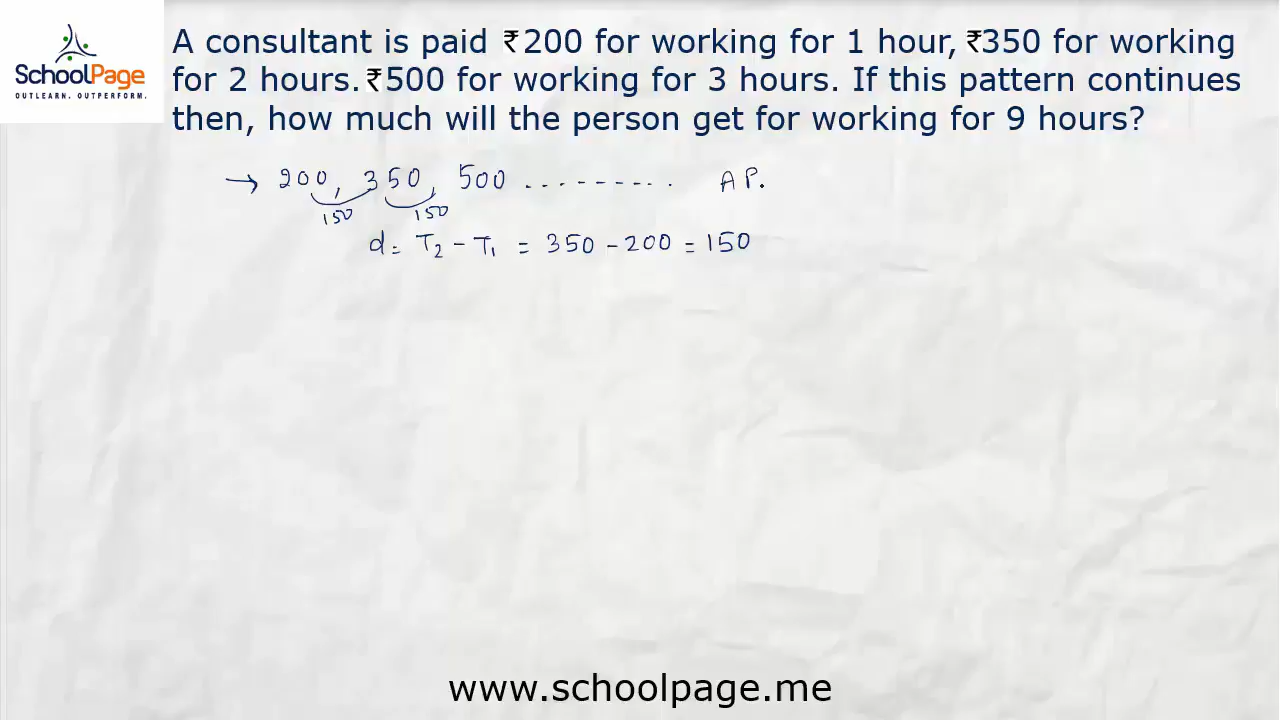 SchoolPage
OUTLEARN. OUTPERFORM.
A consultant is paid ₹200 for working for 1 hour,₹350 for working
for 2 hours.₹500 for working for 3 hours. If this pattern continues
then, how much will the person get for working for 9 hours?
→ 200, 350, 500 ......... AP.
150 150
d = T₂ - T₁ = 350 - 200 = 150
www.schoolpage.me